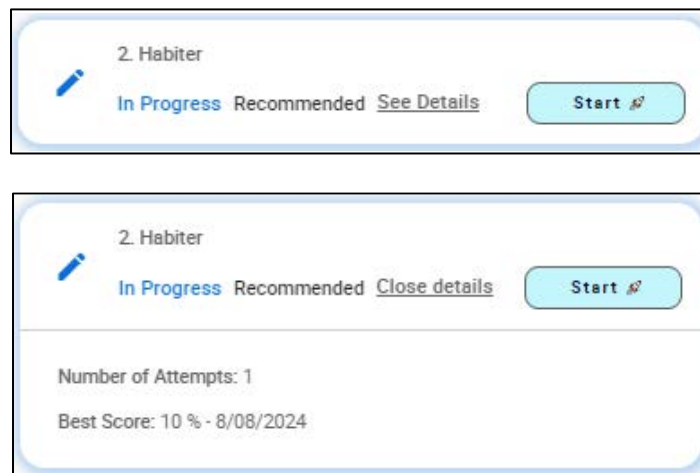 2. Habiter
In Progress Recommended See Details Start 🚀
2. Habiter
In Progress Recommended Close details Start 🚀
Number of Attempts: 1
Best Score: 10 % - 8/08/2024